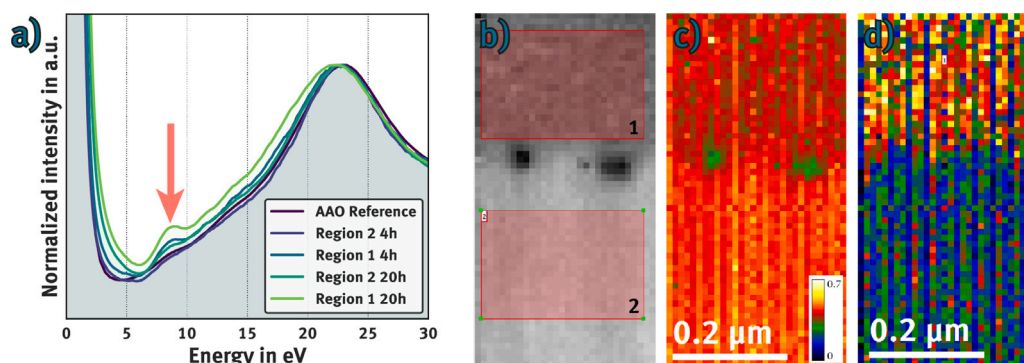 a)
Normalized intensity in a.u.
AAO Reference
Region 2 4h
Region 1 4h
Region 2 20h
Region 1 20h
0 5 10 15 20 25 30
Energy in eV
b)
1
2
2
c)
0.7
0
0.2 µm
d)
1
0.2 µm